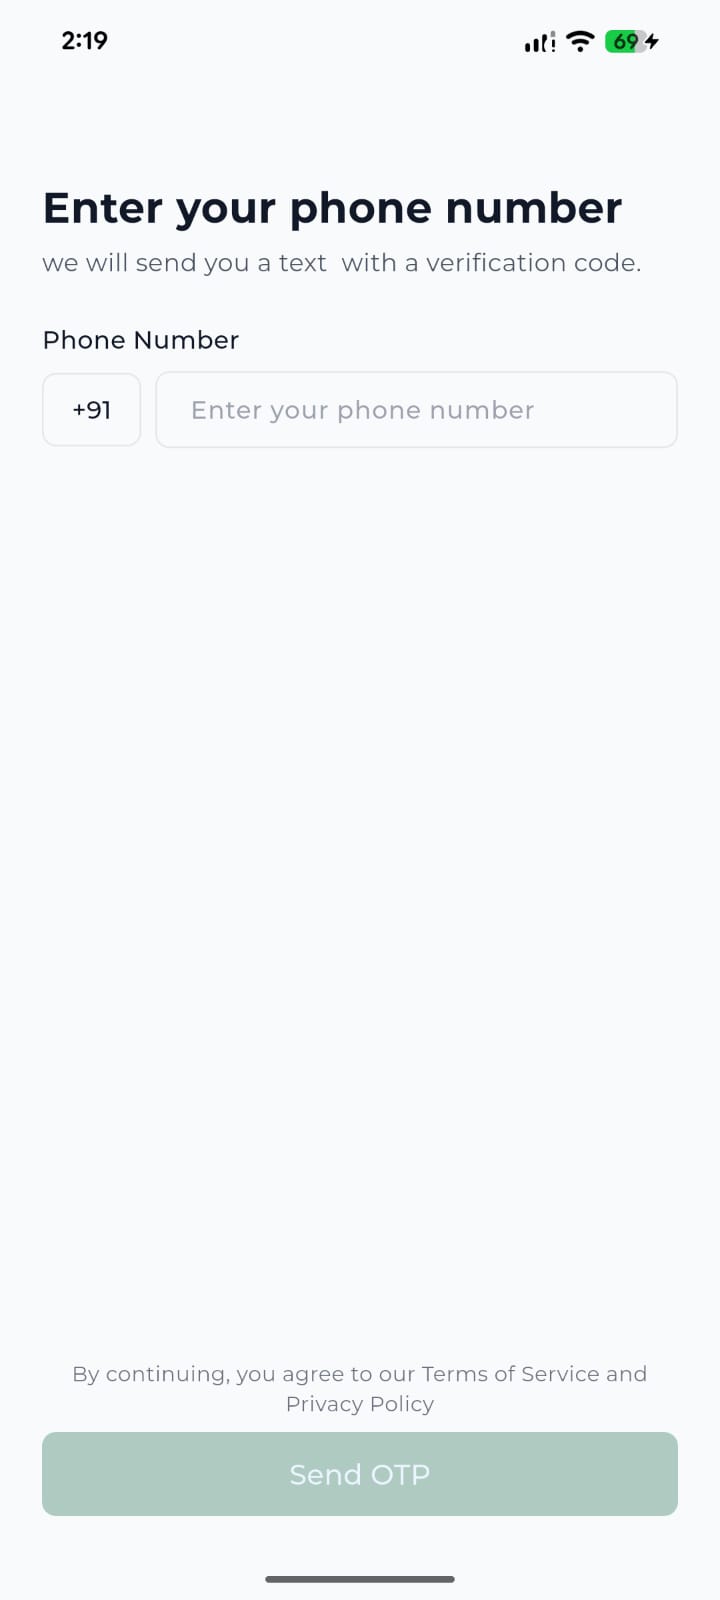 2:19
69
Enter your phone number
we will send you a text  with a verification code.
Phone Number
+91
Enter your phone number
By continuing, you agree to our Terms of Service and
Privacy Policy
Send OTP